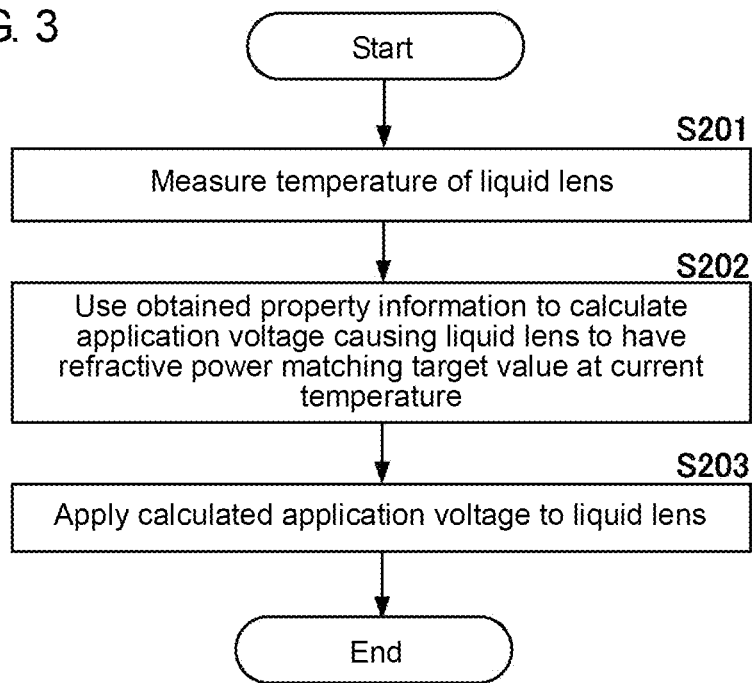 G. 3
Start
S201
Measure temperature of liquid lens
S202
Use obtained property information to calculate
application voltage causing liquid lens to have
refractive power matching target value at current
temperature
S203
Apply calculated application voltage to liquid lens
End